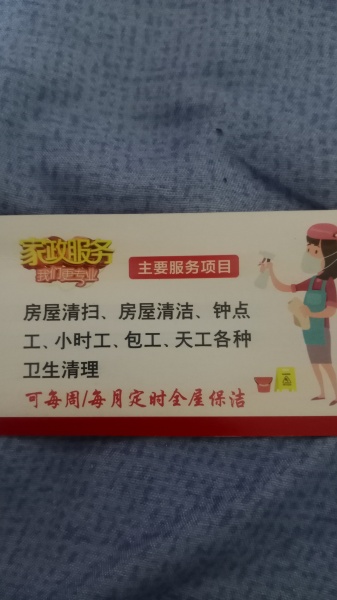 家政服务
我们更专业
主要服务项目
房屋清扫、房屋清洁、钟点
工、小时工、包工、天工各种
卫生清理
可每周/每月定时全屋保洁